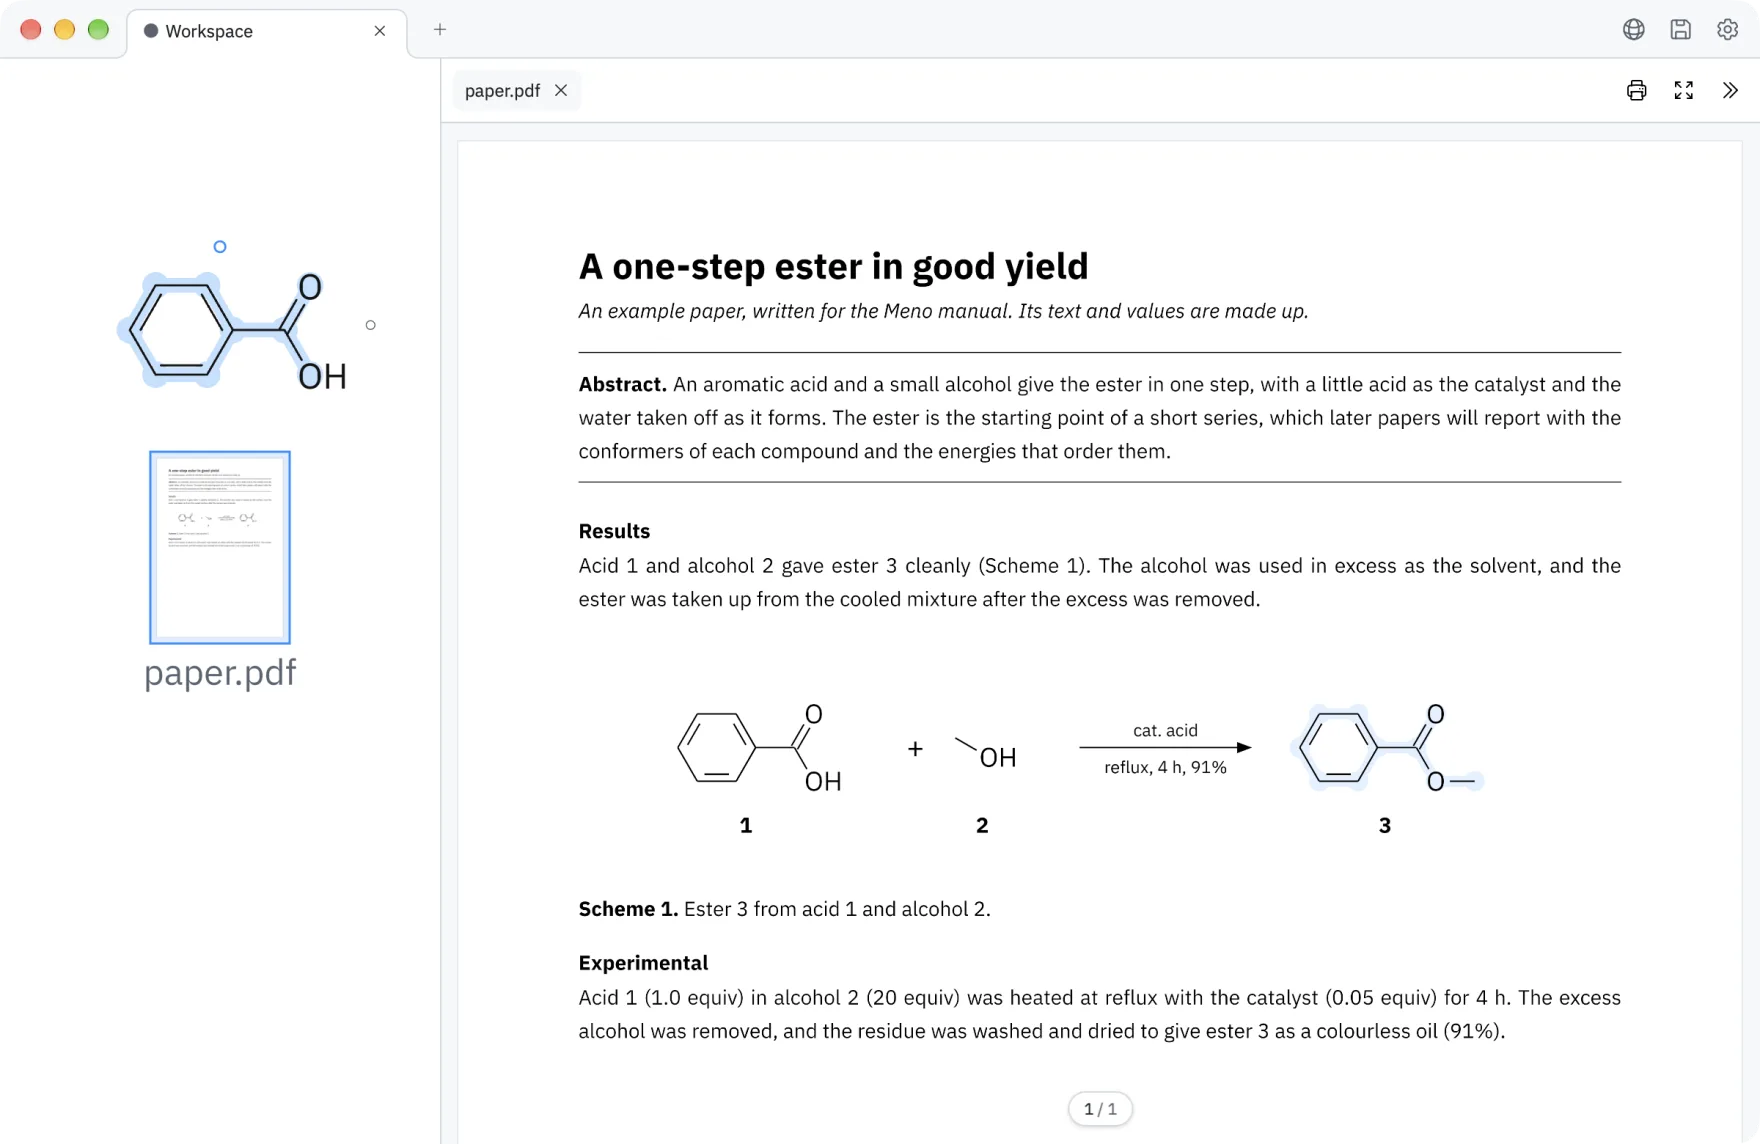 Workspace
paper.pdf
O
OH
paper.pdf
A one-step ester in good yield
An example paper, written for the Meno manual. Its text and values are made up.
Abstract. An aromatic acid and a small alcohol give the ester in one step, with a little acid as the catalyst and the
water taken off as it forms. The ester is the starting point of a short series, which later papers will report with the
conformers of each compound and the energies that order them.
Results
Acid 1 and alcohol 2 gave ester 3 cleanly (Scheme 1). The alcohol was used in excess as the solvent, and the
ester was taken up from the cooled mixture after the excess was removed.
O
OH
+
OH
cat. acid
reflux, 4 h, 91%
O
O
1
2
3
Scheme 1. Ester 3 from acid 1 and alcohol 2.
Experimental
Acid 1 (1.0 equiv) in alcohol 2 (20 equiv) was heated at reflux with the catalyst (0.05 equiv) for 4 h. The excess
alcohol was removed, and the residue was washed and dried to give ester 3 as a colourless oil (91%).
1 / 1